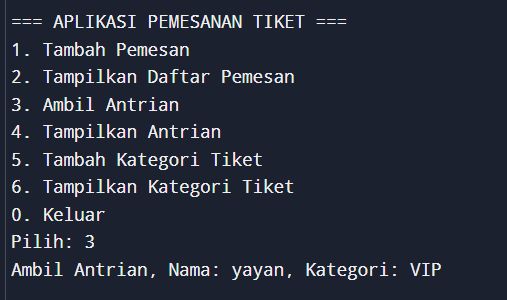 === APLIKASI PEMESANAN TIKET ===
1. Tambah Pemesan
2. Tampilkan Daftar Pemesan
3. Ambil Antrian
4. Tampilkan Antrian
5. Tambah Kategori Tiket
6. Tampilkan Kategori Tiket
0. Keluar
Pilih: 3
Ambil Antrian, Nama: yayan, Kategori: VIP